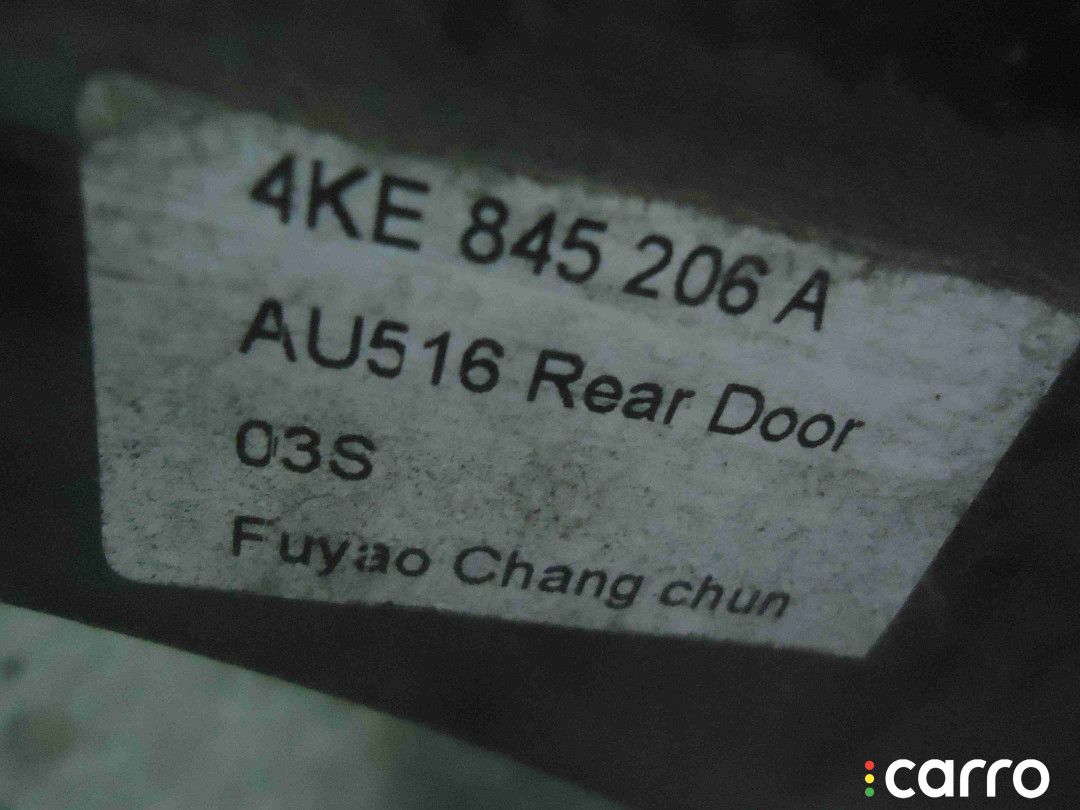 4KE 845 206 A
AU516 Rear Door
03S
Fuyao Chang chun
carro